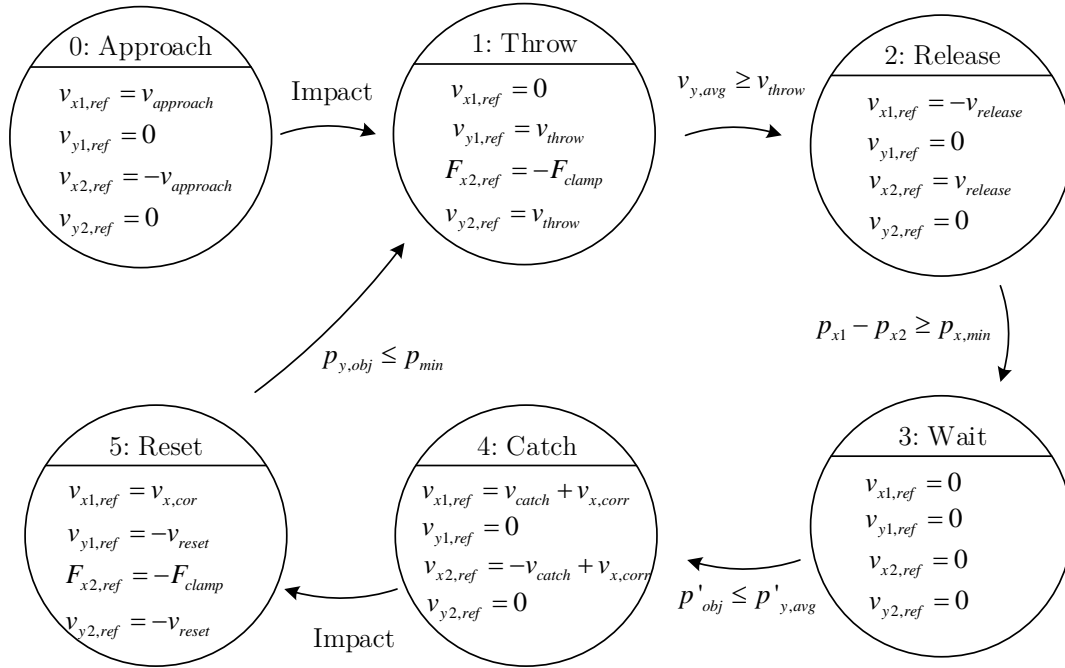 0: Approach
v_{x1,ref} = v_{approach}
v_{y1,ref} = 0
v_{x2,ref} = -v_{approach}
v_{y2,ref} = 0
Impact
1: Throw
v_{x1,ref} = 0
v_{y1,ref} = v_{throw}
F_{x2,ref} = -F_{clamp}
v_{y2,ref} = v_{throw}
v_{y,avg} ≥ v_{throw}
2: Release
v_{x1,ref} = -v_{release}
v_{y1,ref} = 0
v_{x2,ref} = v_{release}
v_{y2,ref} = 0
p_{x1} - p_{x2} ≥ p_{x,min}
3: Wait
v_{x1,ref} = 0
v_{y1,ref} = 0
v_{x2,ref} = 0
v_{y2,ref} = 0
p'_{obj} ≤ p'_{y,avg}
4: Catch
v_{x1,ref} = v_{catch} + v_{x,corr}
v_{y1,ref} = 0
v_{x2,ref} = -v_{catch} + v_{x,corr}
v_{y2,ref} = 0
Impact
5: Reset
v_{x1,ref} = v_{x,cor}
v_{y1,ref} = -v_{reset}
F_{x2,ref} = -F_{clamp}
v_{y2,ref} = -v_{reset}
p_{y,obj} ≤ p_{min}